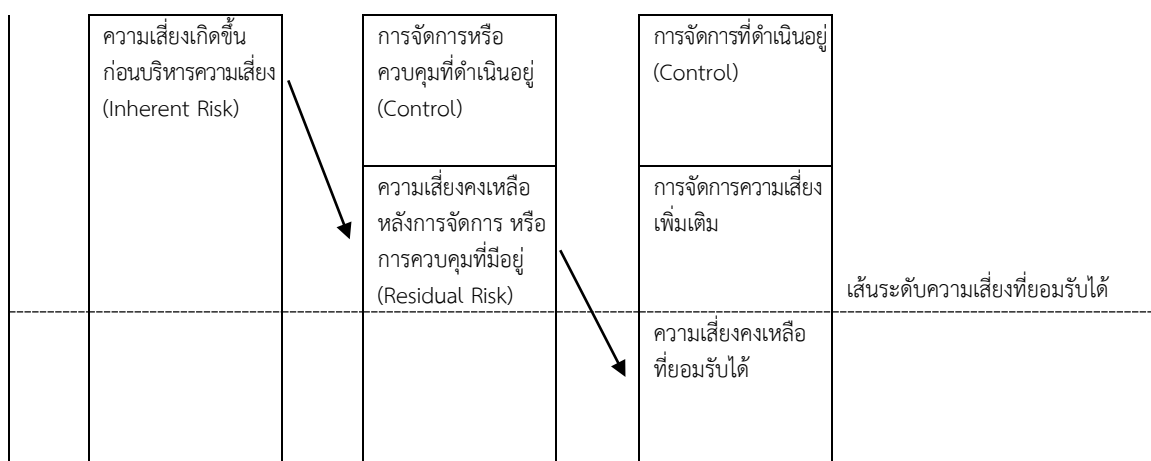 ความเสี่ยงเกิดขึ้น
ก่อนบริหารความเสี่ยง
(Inherent Risk)
การจัดการหรือ
ควบคุมที่ดำเนินอยู่
(Control)
ความเสี่ยงคงเหลือ
หลังการจัดการ หรือ
การควบคุมที่มีอยู่
(Residual Risk)
การจัดการที่ดำเนินอยู่
(Control)
การจัดการความเสี่ยง
เพิ่มเติม
ความเสี่ยงคงเหลือ
ที่ยอมรับได้
เส้นระดับความเสี่ยงที่ยอมรับได้